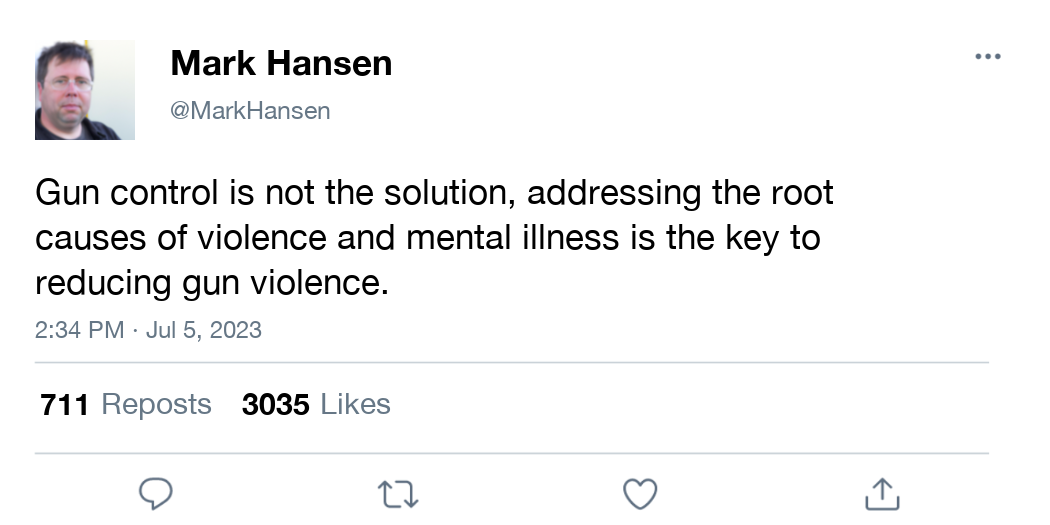 Mark Hansen
@MarkHansen
Gun control is not the solution, addressing the root
causes of violence and mental illness is the key to
reducing gun violence.
2:34 PM · Jul 5, 2023
711 Reposts 3035 Likes